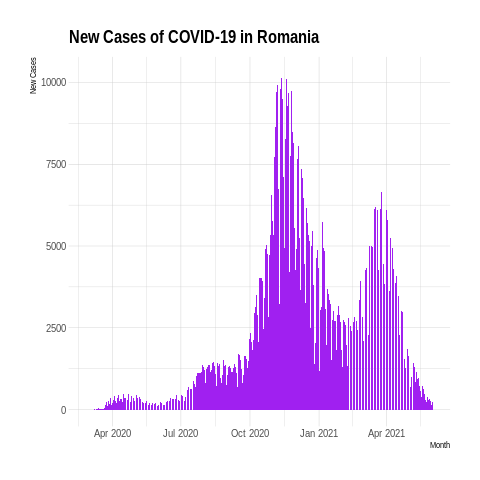 New Cases of COVID-19 in Romania
New Cases
10000
7500
5000
2500
0
Apr 2020 Jul 2020 Oct 2020 Jan 2021 Apr 2021
Month